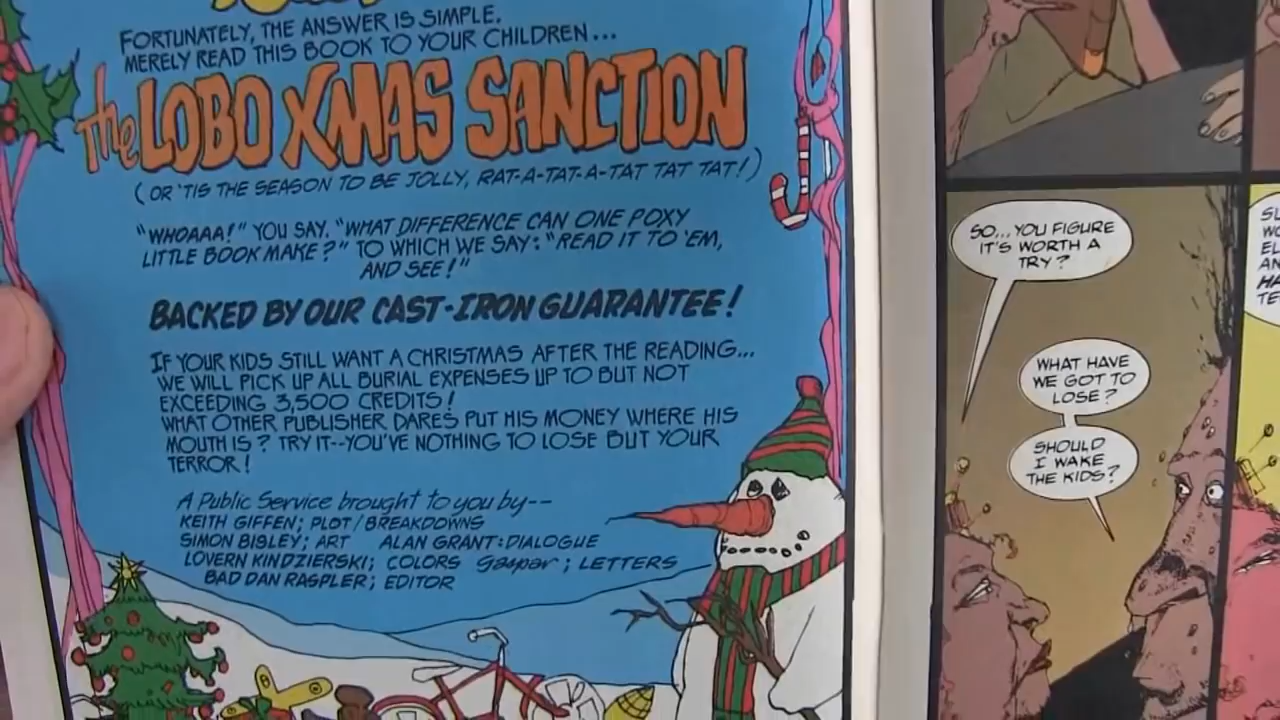 FORTUNATELY, THE ANSWER IS SIMPLE.
MERELY READ THIS BOOK TO YOUR CHILDREN...
the LOBO XMAS SANCTION
(OR 'TIS THE SEASON TO BE JOLLY, RAT-A-TAT-A-TAT TAT TAT!)
"WHOAAA!" YOU SAY. "WHAT DIFFERENCE CAN ONE POXY
LITTLE BOOK MAKE?" TO WHICH WE SAY: "READ IT TO 'EM,
AND SEE!"
BACKED BY OUR CAST-IRON GUARANTEE!
IF YOUR KIDS STILL WANT A CHRISTMAS AFTER THE READING...
WE WILL PICK UP ALL BURIAL EXPENSES UP TO BUT NOT
EXCEEDING 3,500 CREDITS!
WHAT OTHER PUBLISHER DARES PUT HIS MONEY WHERE HIS
MOUTH IS? TRY IT--YOU'VE NOTHING TO LOSE BUT YOUR
TERROR!
A Public Service brought to you by--
KEITH GIFFEN; PLOT/BREAKDOWNS
SIMON BISLEY; ART ALAN GRANT: DIALOGUE
LOVERN KINDZIERSKI; COLORS Gaspar; LETTERS
BAD DAN RASPLER; EDITOR
SO...YOU FIGURE
IT'S WORTH A
TRY?
WHAT HAVE
WE GOT TO
LOSE?
SHOULD
I WAKE
THE KIDS?